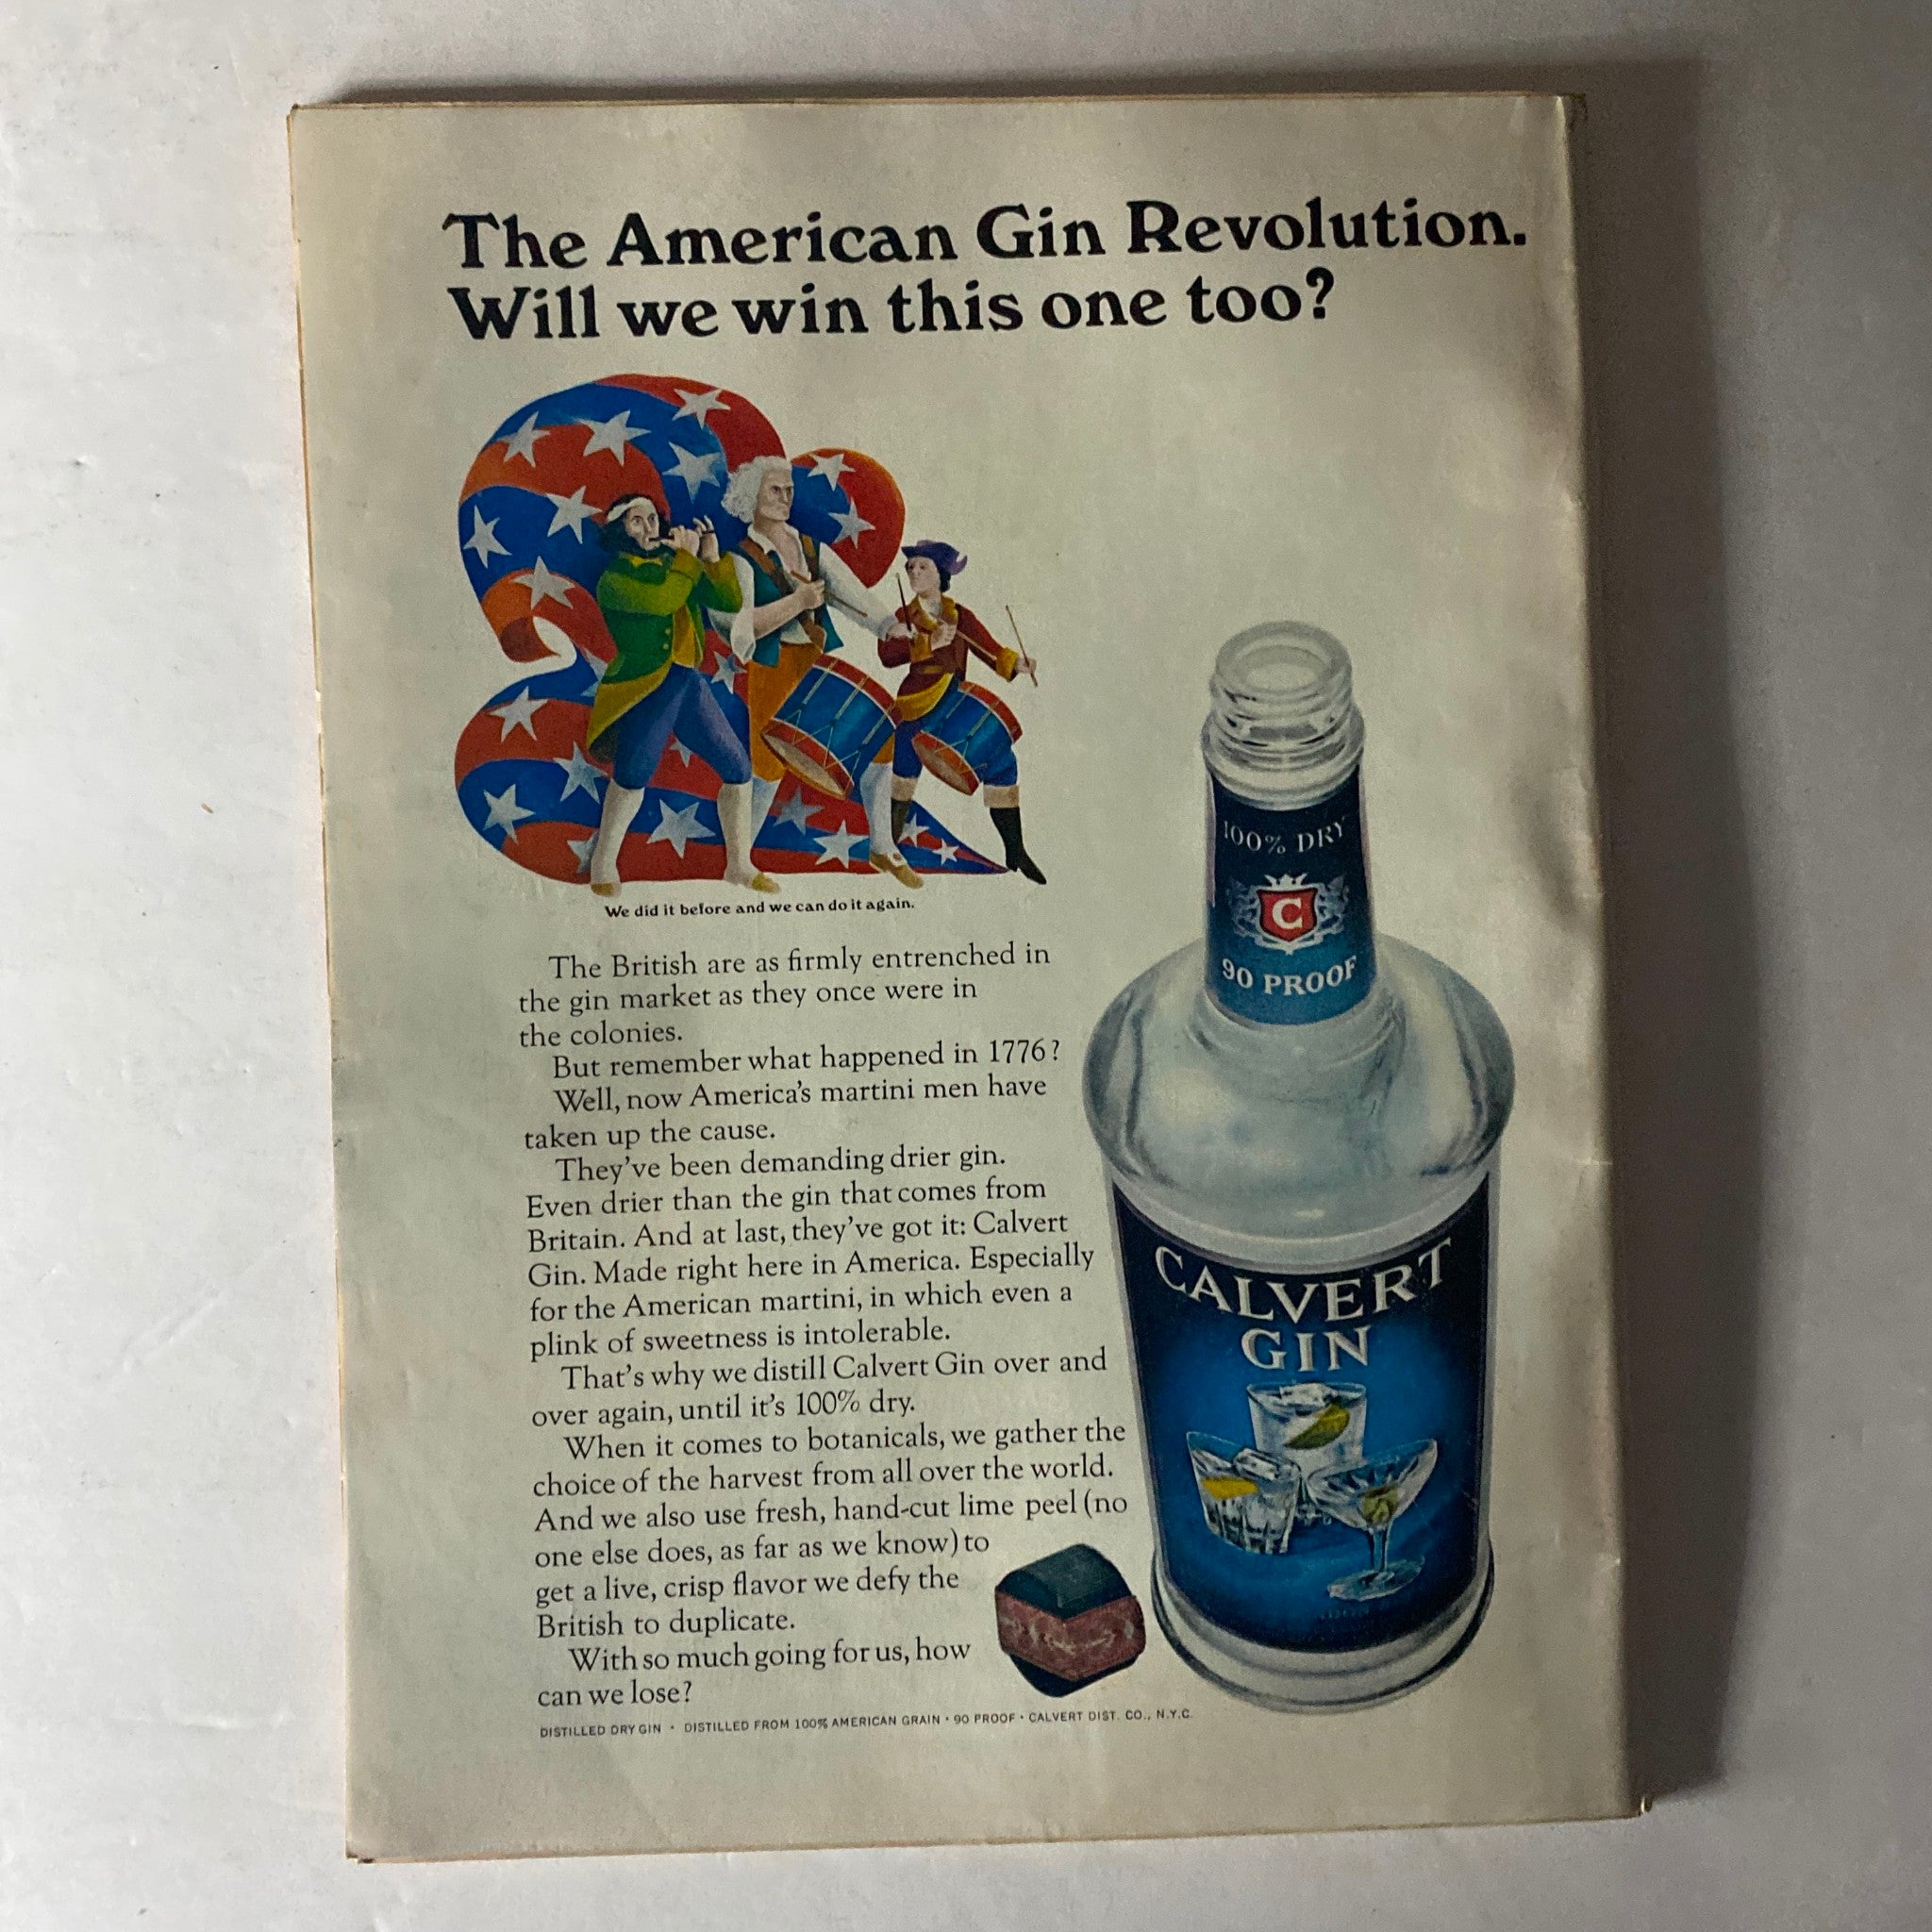 The American Gin Revolution.
Will we win this one too?
We did it before and we can do it again.
The British are as firmly entrenched in
the gin market as they once were in
the colonies.
But remember what happened in 1776?
Well, now America's martini men have
taken up the cause.
They've been demanding drier gin.
Even drier than the gin that comes from
Britain. And at last, they've got it: Calvert
Gin. Made right here in America. Especially
for the American martini, in which even a
plink of sweetness is intolerable.
That's why we distill Calvert Gin over and
over again, until it's 100% dry.
When it comes to botanicals, we gather the
choice of the harvest from all over the world.
And we also use fresh, hand-cut lime peel (no
one else does, as far as we know) to
get a live, crisp flavor we defy the
British to duplicate.
With so much going for us, how
can we lose?
DISTILLED DRY GIN • DISTILLED FROM 100% AMERICAN GRAIN • 90 PROOF • CALVERT DIST. CO., N.Y.C.
100% DRY
C
90 PROOF
CALVERT
GIN